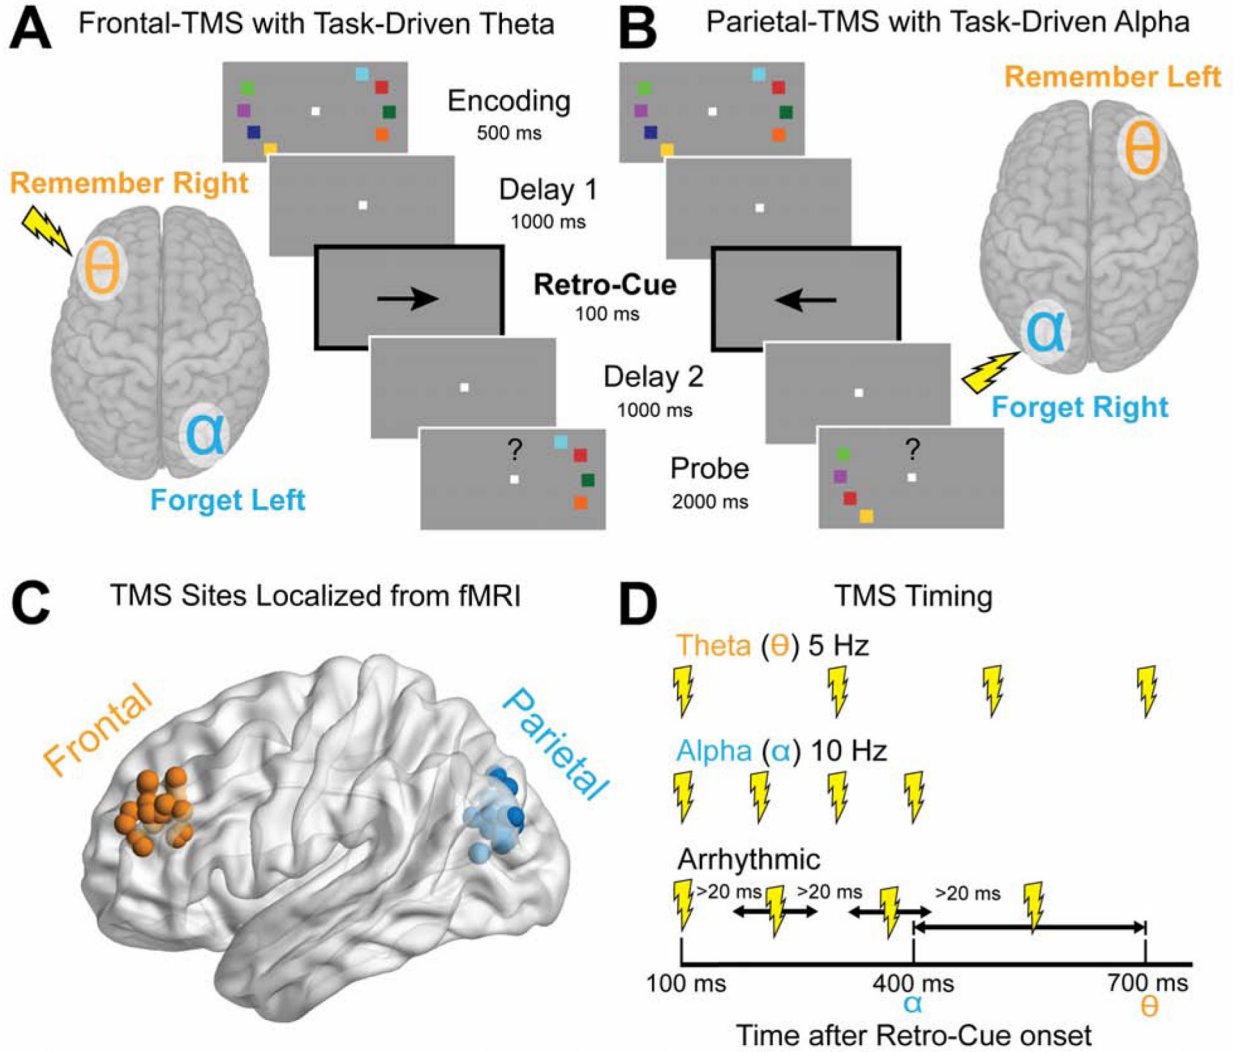 A Frontal-TMS with Task-Driven Theta
B Parietal-TMS with Task-Driven Alpha
Encoding
500 ms
Delay 1
1000 ms
Retro-Cue
100 ms
Delay 2
1000 ms
Probe
2000 ms
Remember Right
θ
α
Forget Left
?
Remember Left
θ
α
Forget Right
?
C TMS Sites Localized from fMRI
Frontal
Parietal
D TMS Timing
Theta (θ) 5 Hz
Alpha (α) 10 Hz
Arrhythmic
>20 ms >20 ms >20 ms
100 ms 400 ms 700 ms
α θ
Time after Retro-Cue onset